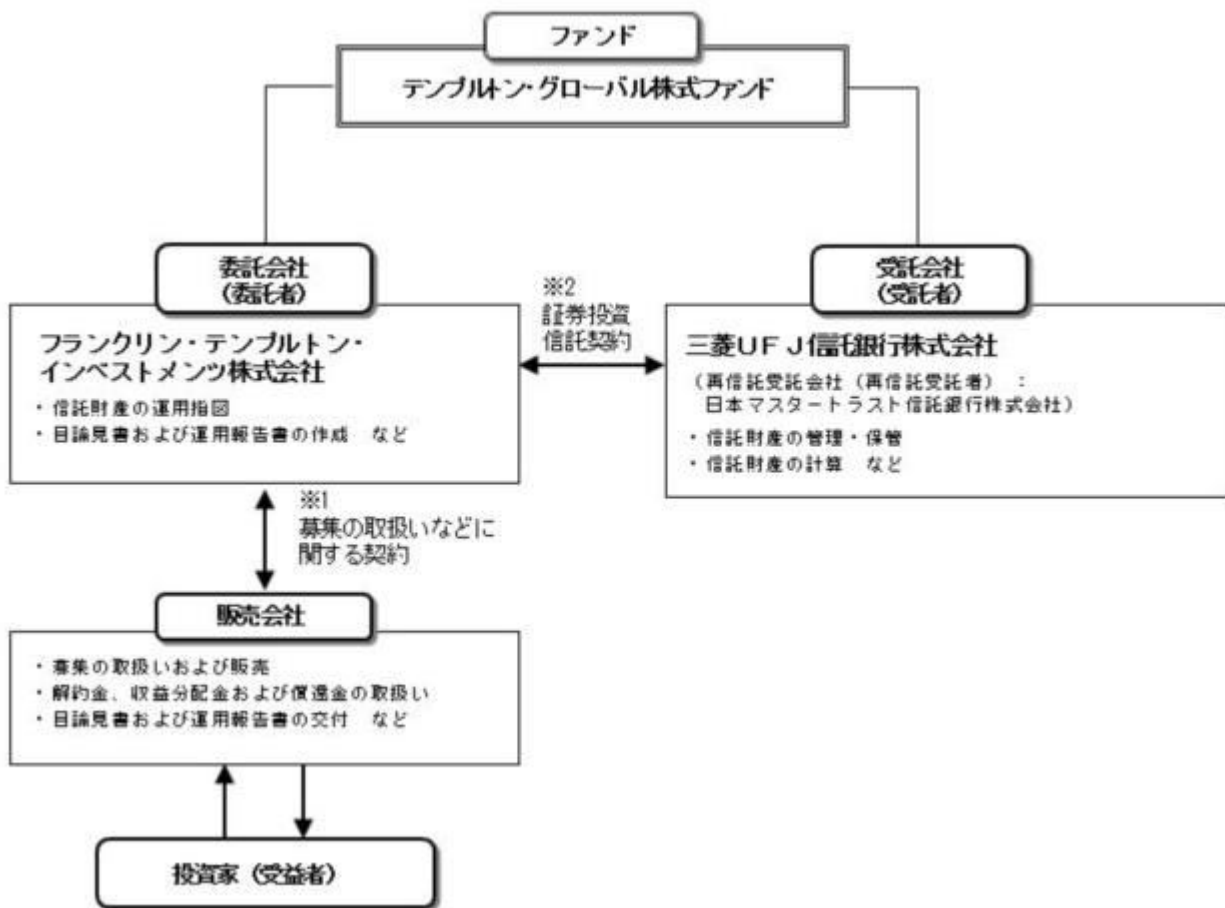 ファンド
テンプルトン・グローバル株式ファンド
委託会社
(委託者)
フランクリン・テンプルトン・
インベストメンツ株式会社
・信託財産の運用指図
・目論見書および運用報告書の作成 など
※2
証券投資
信託契約
受託会社
(受託者)
三菱UFJ信託銀行株式会社
(再信託受託会社(再信託受託者) :
日本マスタートラスト信託銀行株式会社)
・信託財産の管理・保管
・信託財産の計算 など
※1
募集の取扱いなどに
関する契約
販売会社
・募集の取扱いおよび販売
・解約金、収益分配金および償還金の取扱い
・目論見書および運用報告書の交付 など
投資家(受益者)